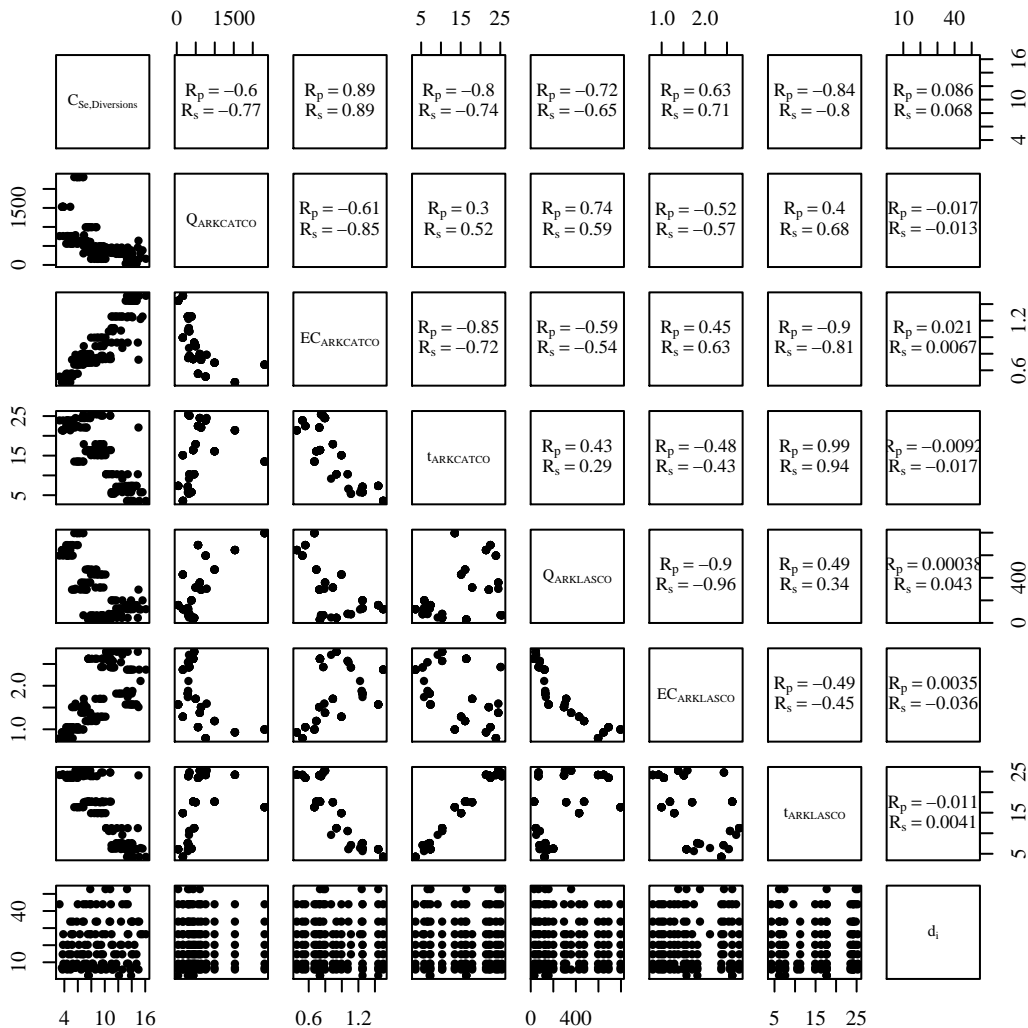 0 1500 5 15 25 1.0 2.0 10 40
C_Se,Diversions
R_p = −0.6
R_s = −0.77
R_p = 0.89
R_s = 0.89
R_p = −0.8
R_s = −0.74
R_p = −0.72
R_s = −0.65
R_p = 0.63
R_s = 0.71
R_p = −0.84
R_s = −0.8
R_p = 0.086
R_s = 0.068
4 10 16
0 1500
Q_ARKCATCO
R_p = −0.61
R_s = −0.85
R_p = 0.3
R_s = 0.52
R_p = 0.74
R_s = 0.59
R_p = −0.52
R_s = −0.57
R_p = 0.4
R_s = 0.68
R_p = −0.017
R_s = −0.013
EC_ARKCATCO
R_p = −0.85
R_s = −0.72
R_p = −0.59
R_s = −0.54
R_p = 0.45
R_s = 0.63
R_p = −0.9
R_s = −0.81
R_p = 0.021
R_s = 0.0067
0.6 1.2
5 15 25
t_ARKCATCO
R_p = 0.43
R_s = 0.29
R_p = −0.48
R_s = −0.43
R_p = 0.99
R_s = 0.94
R_p = −0.0092
R_s = −0.017
Q_ARKLASCO
R_p = −0.9
R_s = −0.96
R_p = 0.49
R_s = 0.34
R_p = 0.00038
R_s = 0.043
0 400
1.0 2.0
EC_ARKLASCO
R_p = −0.49
R_s = −0.45
R_p = 0.0035
R_s = −0.036
t_ARKLASCO
R_p = −0.011
R_s = 0.0041
5 15 25
10 40
d_i
4 10 16 0.6 1.2 0 400 5 15 25